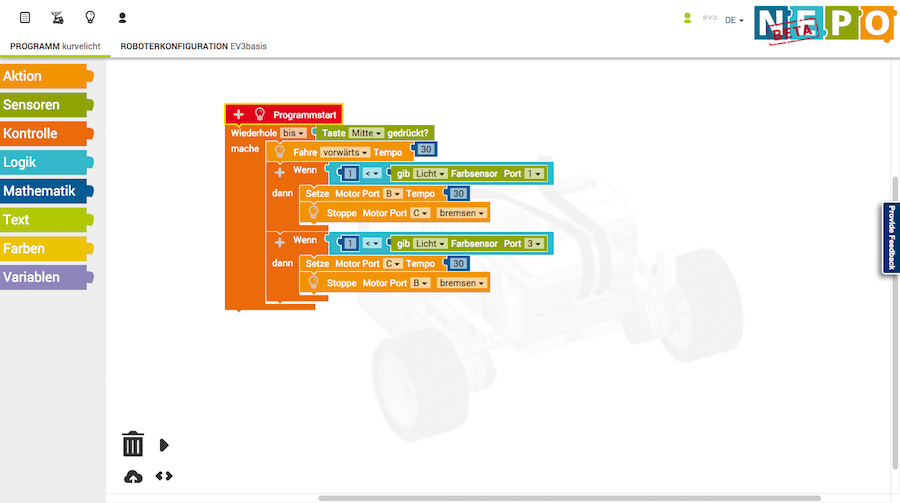 EV3
DE
NEPO
BETA
PROGRAMM kurvelicht
ROBOTERKONFIGURATION EV3basis
Aktion
Sensoren
Kontrolle
Logik
Mathematik
Text
Farben
Variablen
Programmstart
Wiederhole bis Taste Mitte gedrückt?
mache Fahre vorwärts Tempo 30
Wenn 1 < gib Licht Farbsensor Port 1
dann Setze Motor Port B Tempo 30
Stoppe Motor Port C bremsen
Wenn 1 < gib Licht Farbsensor Port 3
dann Setze Motor Port C Tempo 30
Stoppe Motor Port B bremsen
Provide Feedback